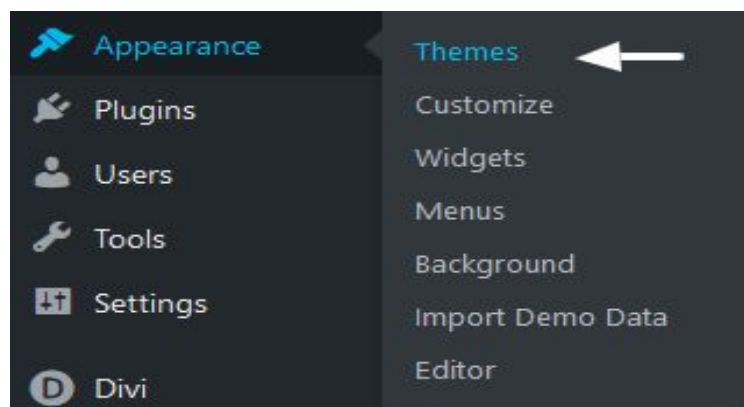 Appearance
Plugins
Users
Tools
Settings
Divi
Themes
Customize
Widgets
Menus
Background
Import Demo Data
Editor